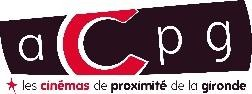 aCpg
les cinémas de proximité de la gironde